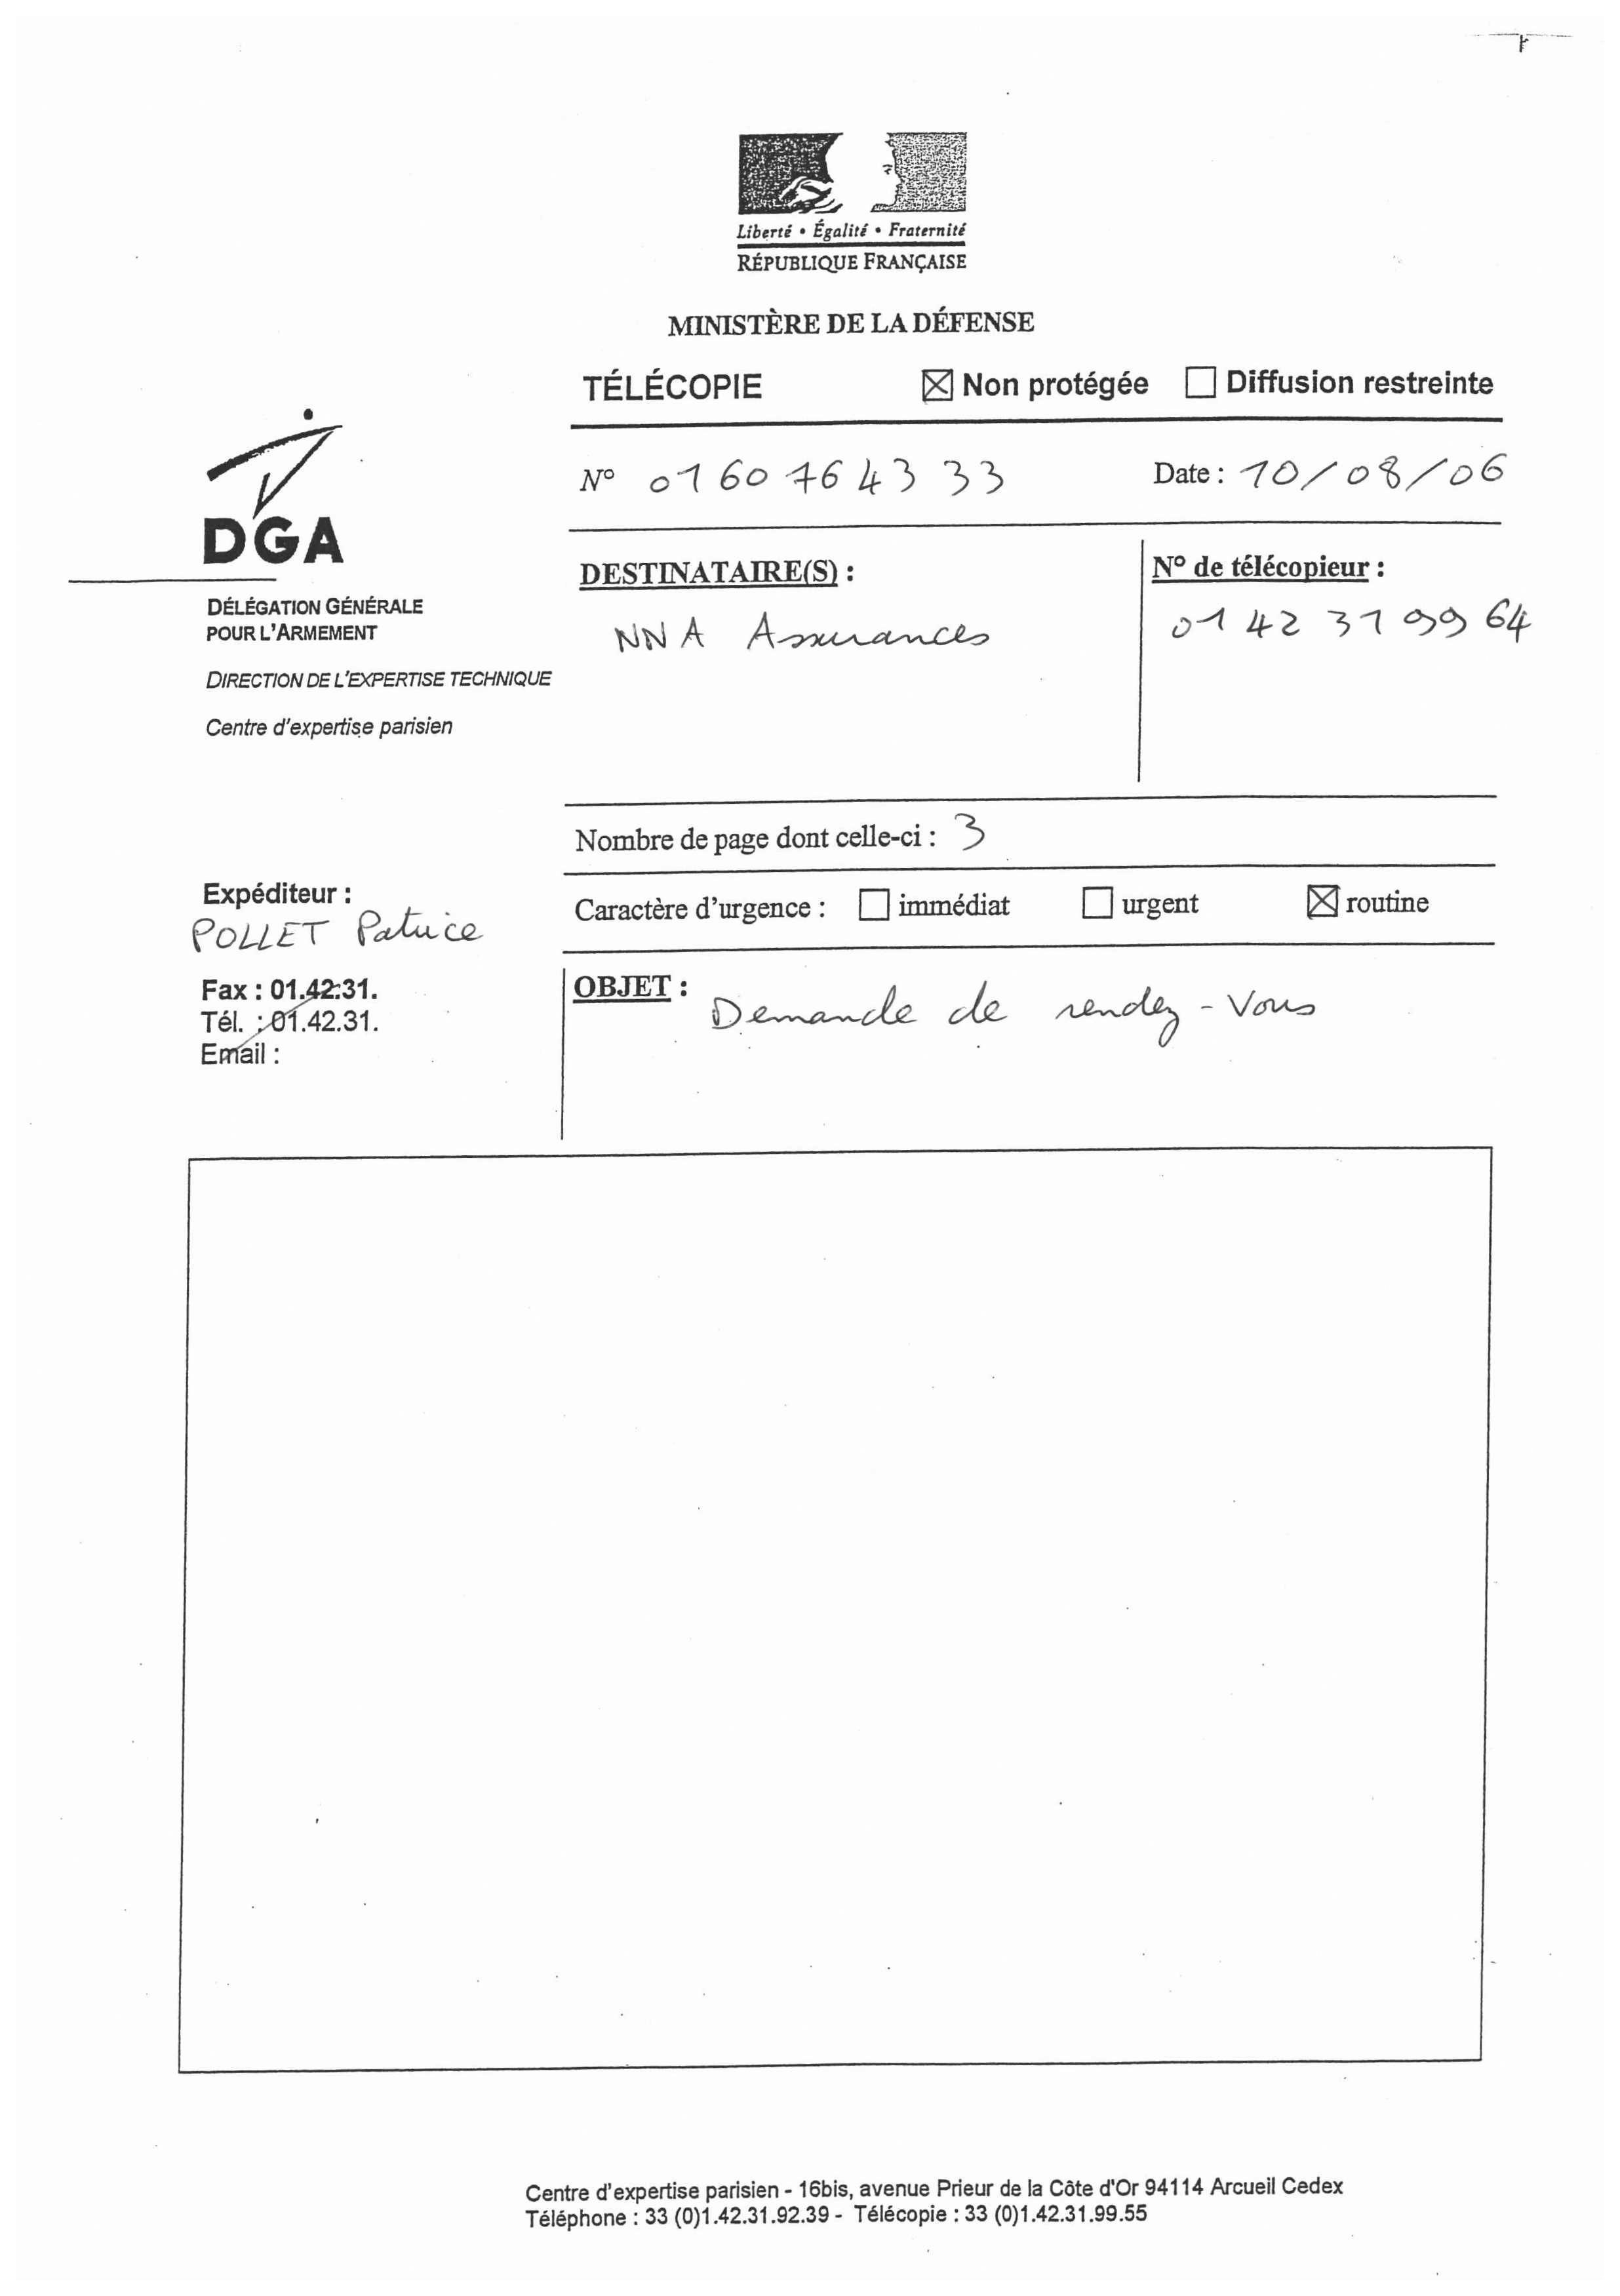 Liberté • Égalité • Fraternité
RÉPUBLIQUE FRANÇAISE
MINISTÈRE DE LA DÉFENSE
TÉLÉCOPIE ☒ Non protégée ☐ Diffusion restreinte
N° 01 60 76 43 33 Date : 10/08/06
DGA
DÉLÉGATION GÉNÉRALE
POUR L'ARMEMENT
DIRECTION DE L'EXPERTISE TECHNIQUE
Centre d'expertise parisien
DESTINATAIRE(S) :
NNA Assurances
N° de télécopieur :
01 42 31 99 64
Nombre de page dont celle-ci : 3
Caractère d'urgence : ☐ immédiat ☐ urgent ☒ routine
Expéditeur :
POLLET Patrice
Fax : 01.42.31.
Tél. : 01.42.31.
Email :
OBJET : Demande de rendez-vous
Centre d'expertise parisien - 16bis, avenue Prieur de la Côte d'Or 94114 Arcueil Cedex
Téléphone : 33 (0)1.42.31.92.39 - Télécopie : 33 (0)1.42.31.99.55